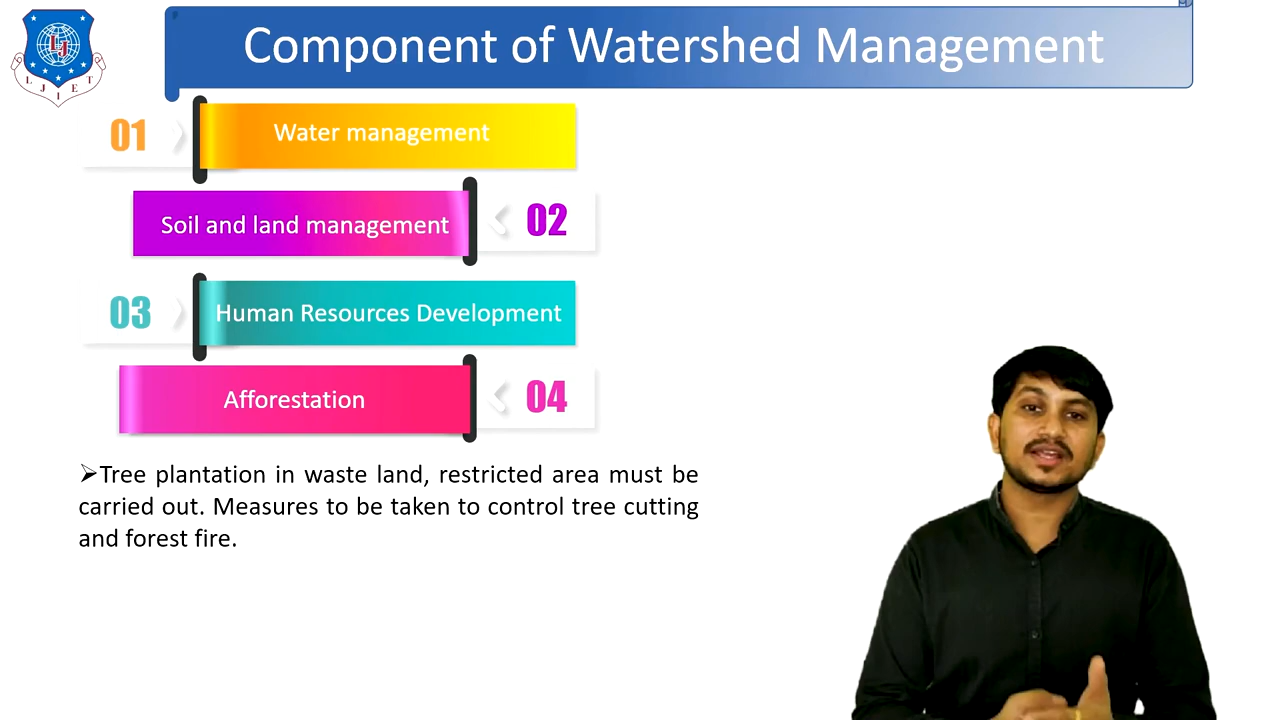 Component of Watershed Management
LJ
LJIET
01
Water management
Soil and land management
02
03
Human Resources Development
Afforestation
04
➢Tree plantation in waste land, restricted area must be
carried out. Measures to be taken to control tree cutting
and forest fire.